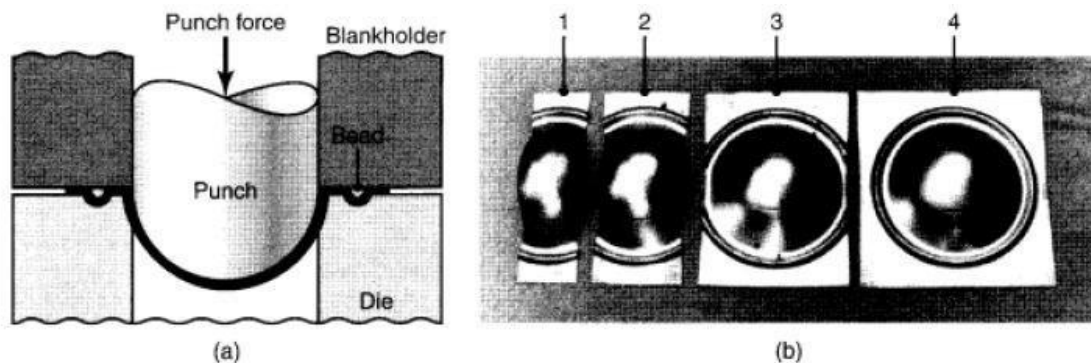 Punch force
Blankholder
Bead
Punch
Die
(a)
1 2 3 4
(b)